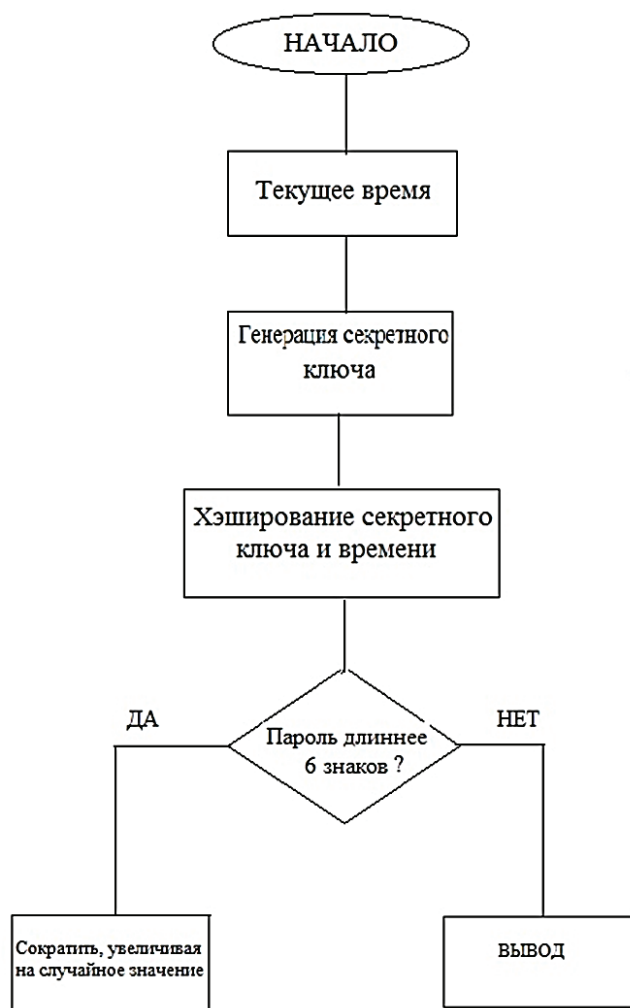 НАЧАЛО
Текущее время
Генерация секретного
ключа
Хэширование секретного
ключа и времени
ДА
НЕТ
Пароль длиннее
6 знаков ?
Сократить, увеличивая
на случайное значение
ВЫВОД